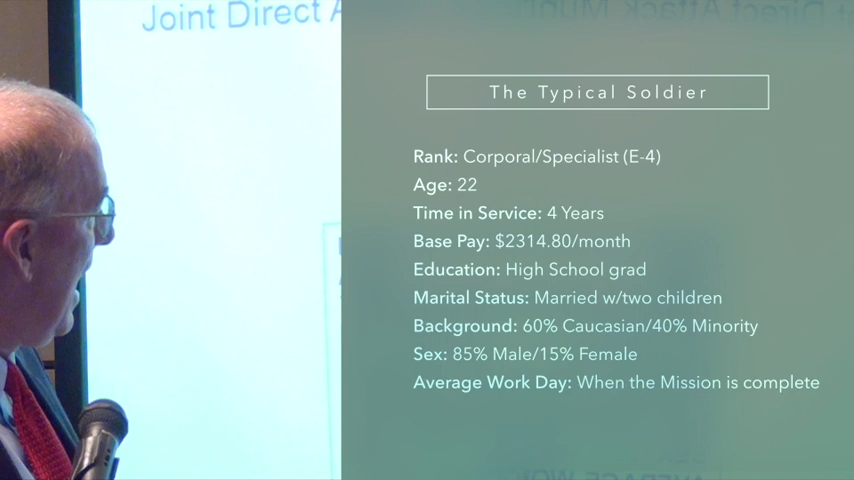 Joint Direct
The Typical Soldier
Rank: Corporal/Specialist (E-4)
Age: 22
Time in Service: 4 Years
Base Pay: $2314.80/month
Education: High School grad
Marital Status: Married w/two children
Background: 60% Caucasian/40% Minority
Sex: 85% Male/15% Female
Average Work Day: When the Mission is complete